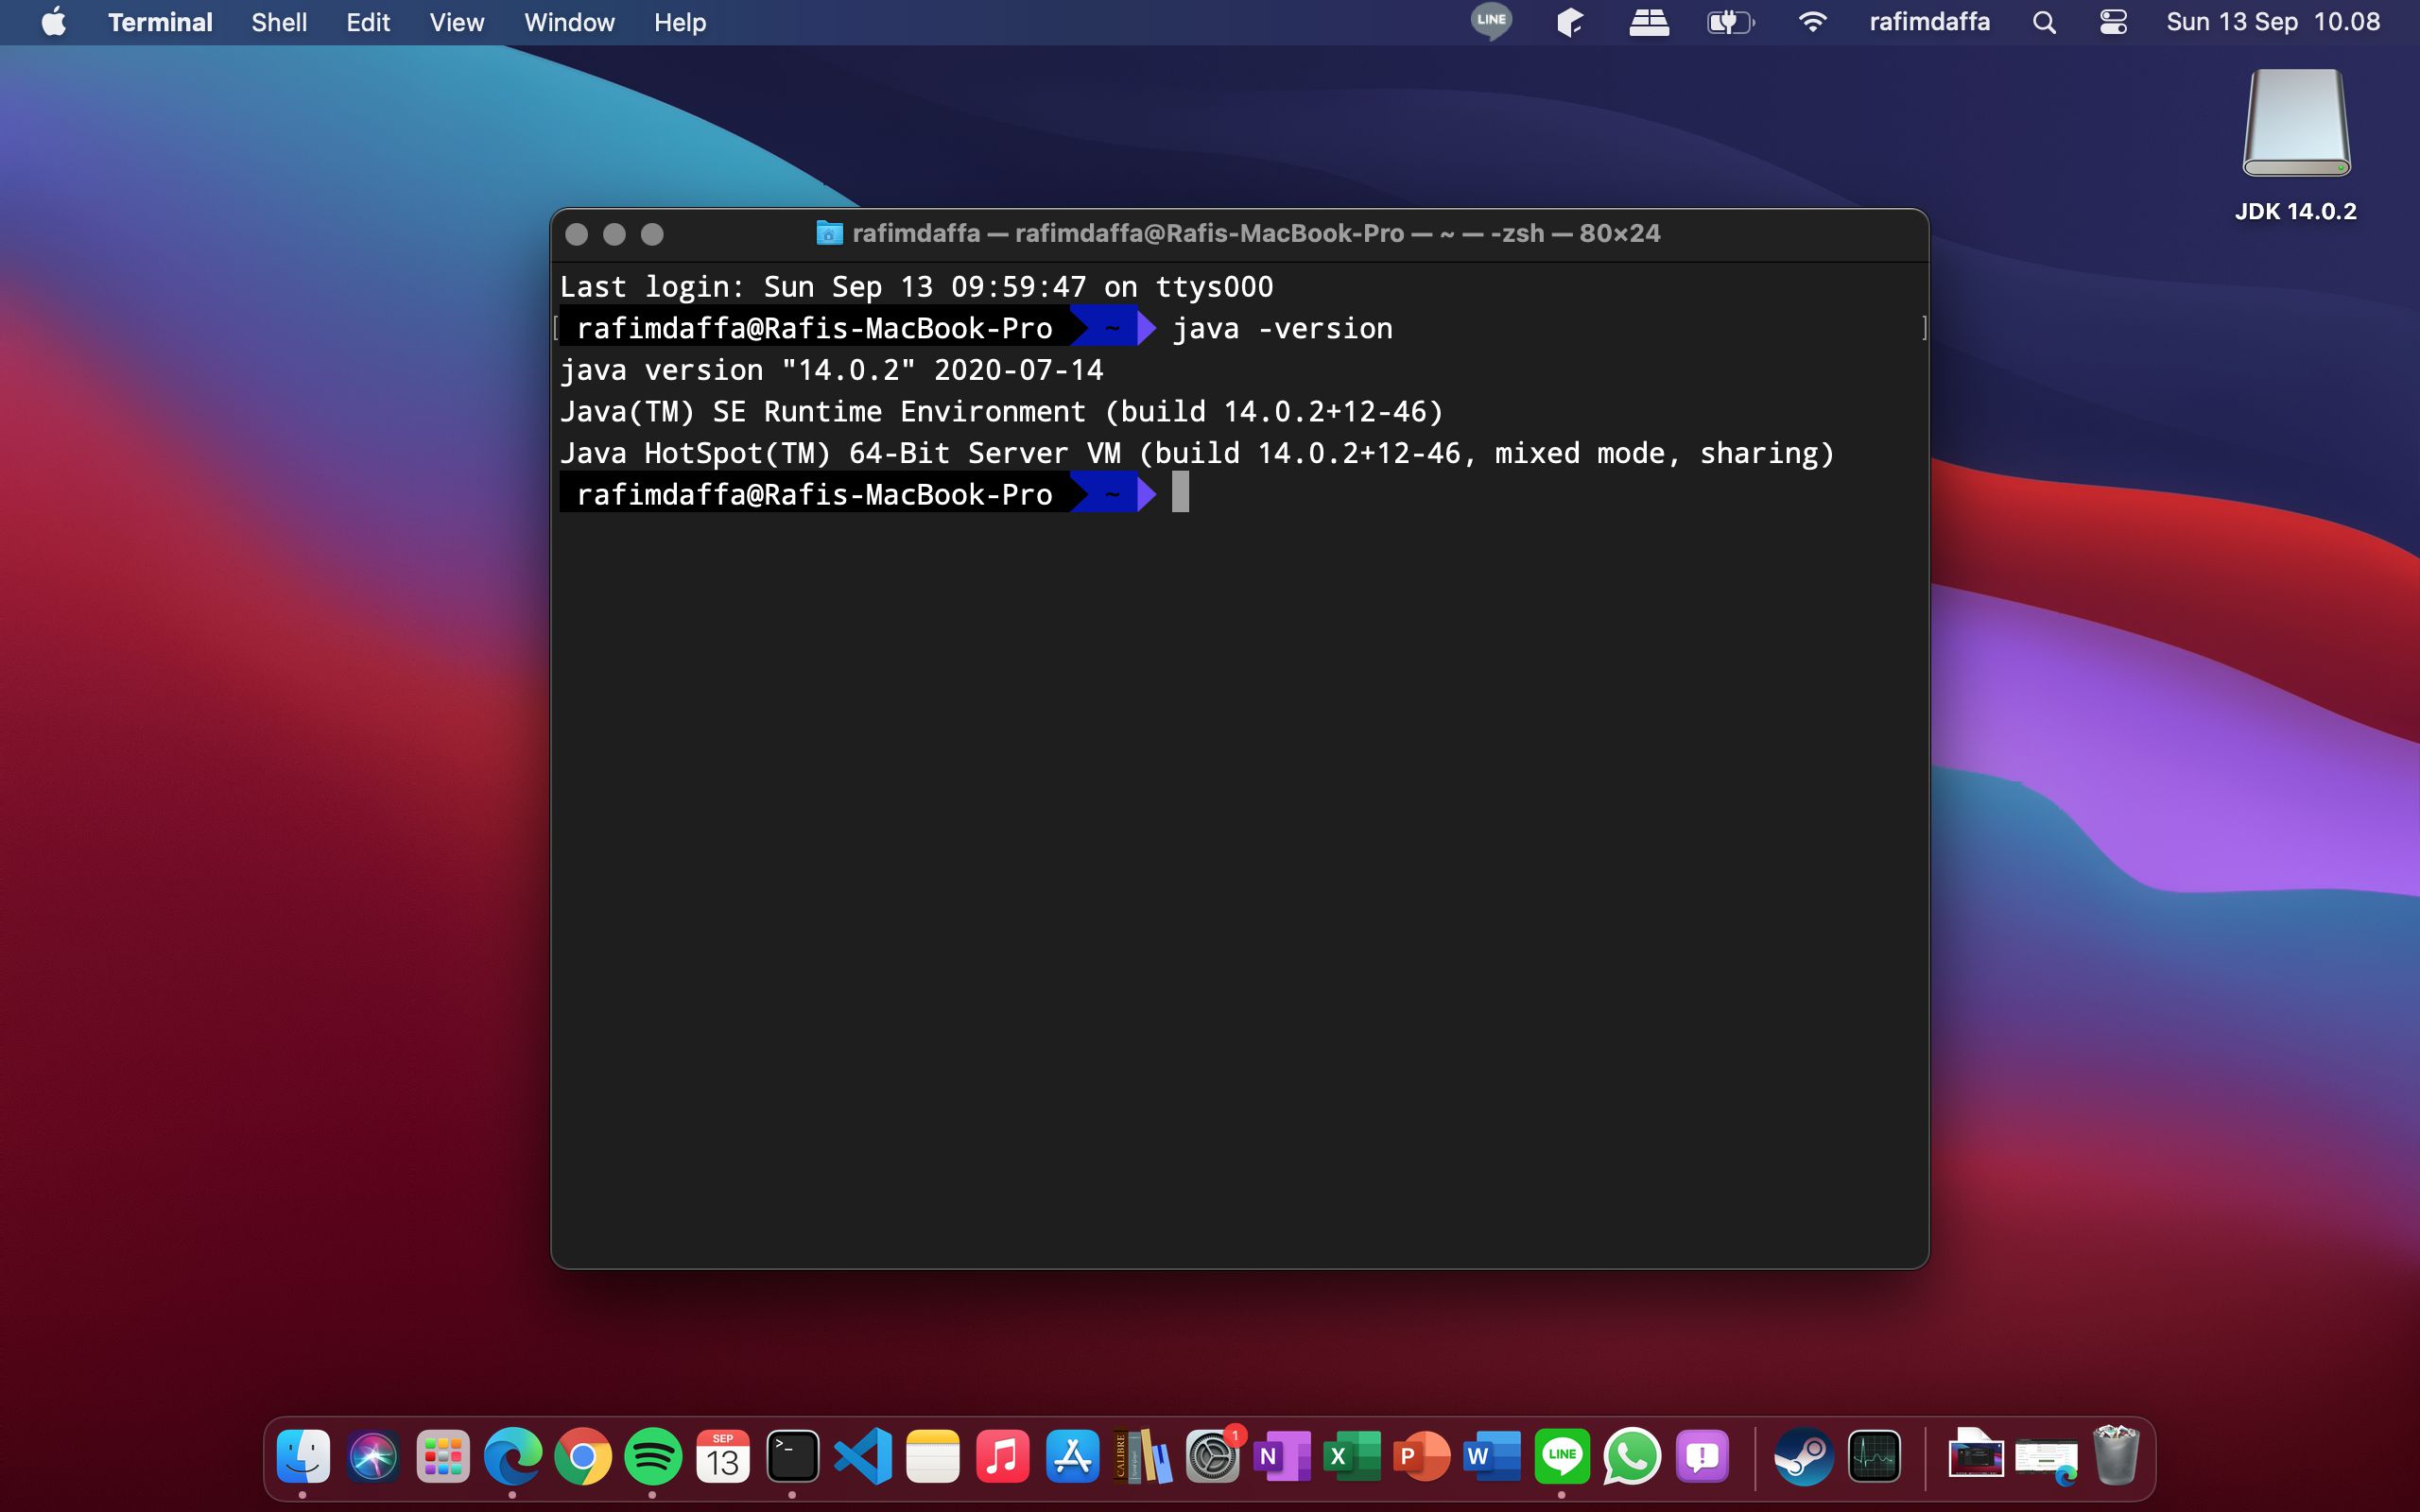 Terminal Shell Edit View Window Help LINE rafimdaffa Sun 13 Sep 10.08
JDK 14.0.2
rafimdaffa — rafimdaffa@Rafis-MacBook-Pro — ~ — -zsh — 80×24
Last login: Sun Sep 13 09:59:47 on ttys000
[ rafimdaffa@Rafis-MacBook-Pro ~ java -version ]
java version "14.0.2" 2020-07-14
Java(TM) SE Runtime Environment (build 14.0.2+12-46)
Java HotSpot(TM) 64-Bit Server VM (build 14.0.2+12-46, mixed mode, sharing)
rafimdaffa@Rafis-MacBook-Pro ~
SEP
13
>_
CALIBRE
1
N
X
P
W
LINE